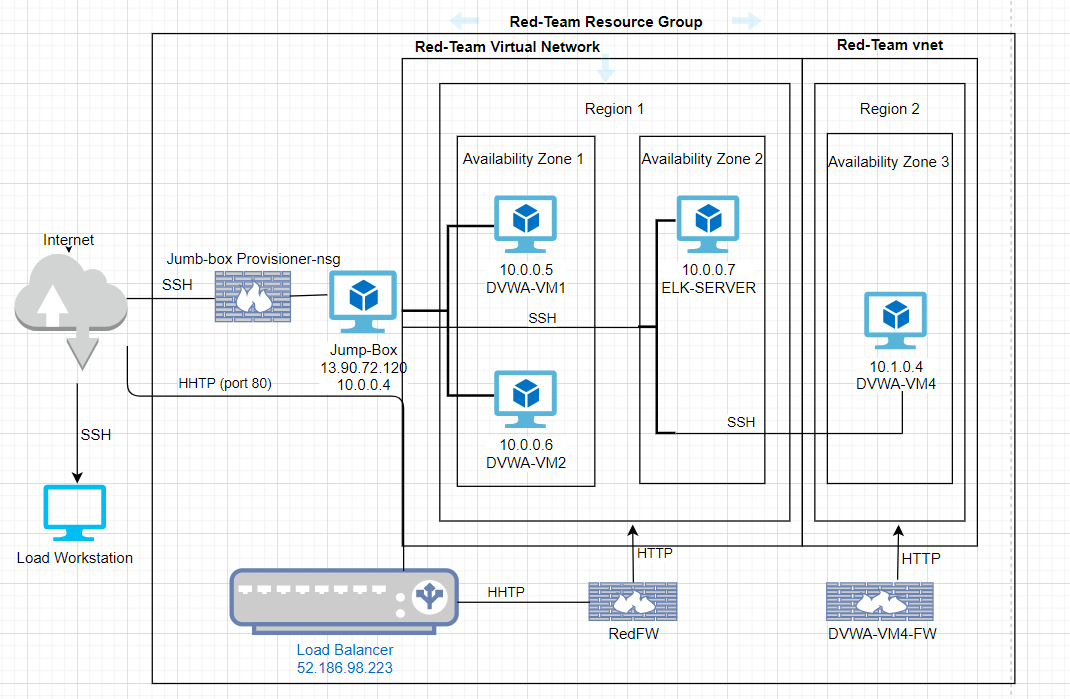 Red-Team Resource Group
Red-Team Virtual Network
Red-Team vnet
Region 1
Region 2
Availability Zone 1
Availability Zone 2
Availability Zone 3
Internet
Jumb-box Provisioner-nsg
SSH
10.0.0.5
DVWA-VM1
10.0.0.7
ELK-SERVER
SSH
Jump-Box
13.90.72.120
10.0.0.4
10.1.0.4
DVWA-VM4
HHTP (port 80)
SSH
SSH
10.0.0.6
DVWA-VM2
Load Workstation
HTTP
HTTP
HHTP
RedFW
DVWA-VM4-FW
Load Balancer
52.186.98.223